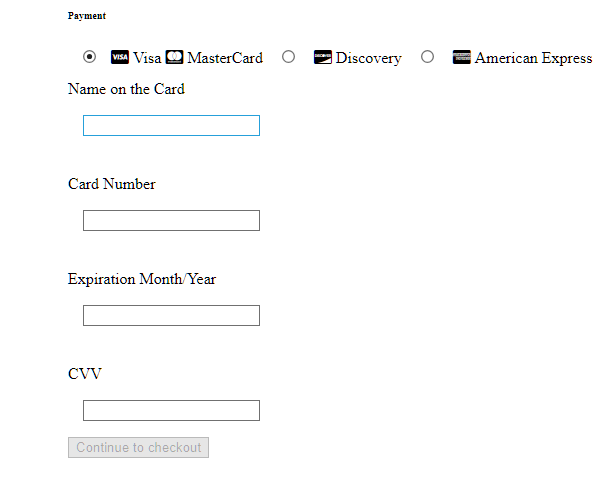 Payment
VISA Visa MasterCard Discovery American Express
Name on the Card
Card Number
Expiration Month/Year
CVV
Continue to checkout